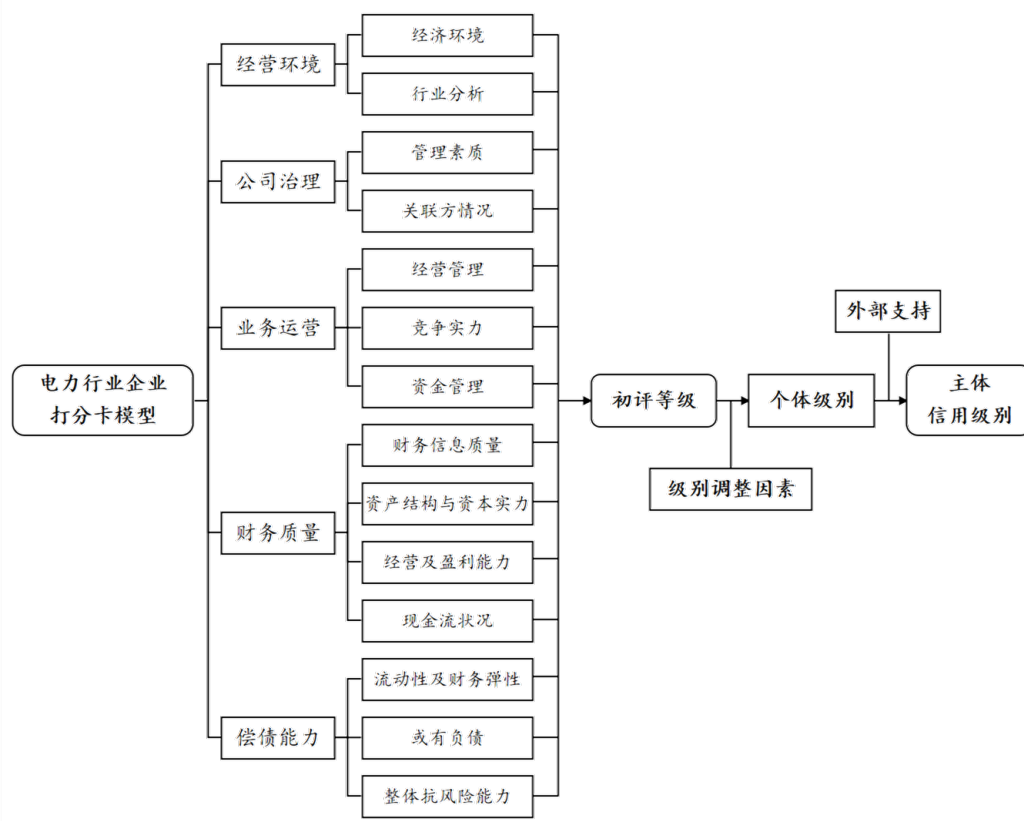 电力行业企业
打分卡模型
经营环境
经济环境
行业分析
公司治理
管理素质
关联方情况
业务运营
经营管理
竞争实力
资金管理
财务质量
财务信息质量
资产结构与资本实力
经营及盈利能力
现金流状况
偿债能力
流动性及财务弹性
或有负债
整体抗风险能力
初评等级
级别调整因素
个体级别
外部支持
主体
信用级别